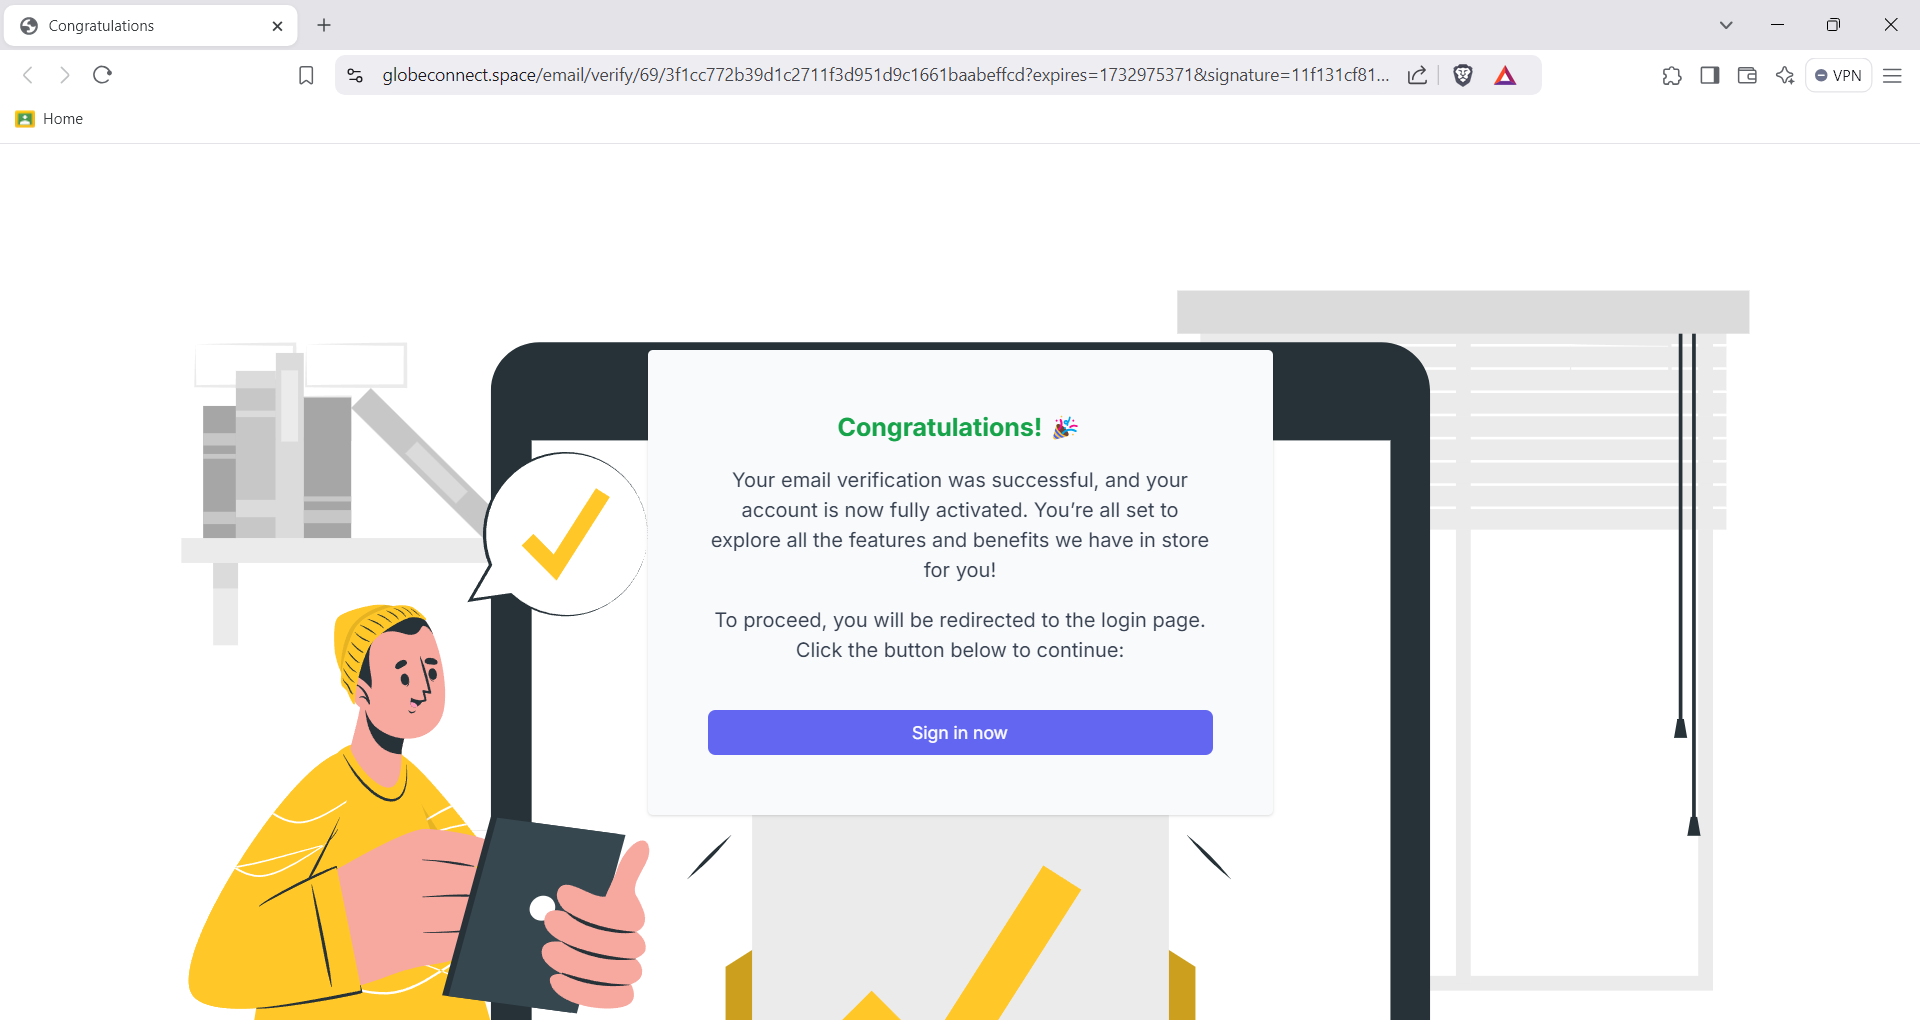 Congratulations
globeconnect.space/email/verify/69/3f1cc772b39d1c2711f3d951d9c1661baabeffcd?expires=1732975371&signature=11f131cf81...
VPN
Home
Congratulations! 🎉
Your email verification was successful, and your
account is now fully activated. You’re all set to
explore all the features and benefits we have in store
for you!
To proceed, you will be redirected to the login page.
Click the button below to continue:
Sign in now